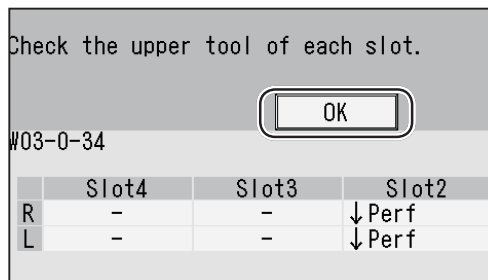 Check the upper tool of each slot.
OK
W03-0-34
Slot4 Slot3 Slot2
R - - ↓Perf
L - - ↓Perf